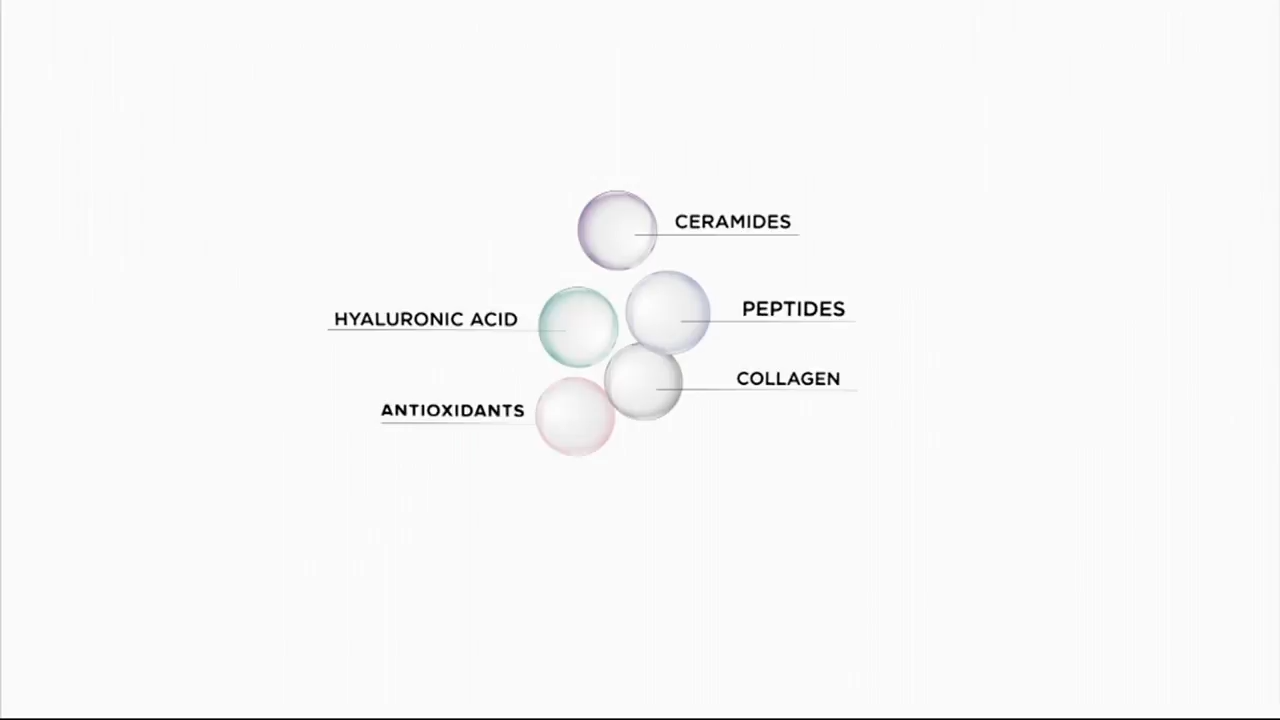 CERAMIDES
PEPTIDES
HYALURONIC ACID
COLLAGEN
ANTIOXIDANTS